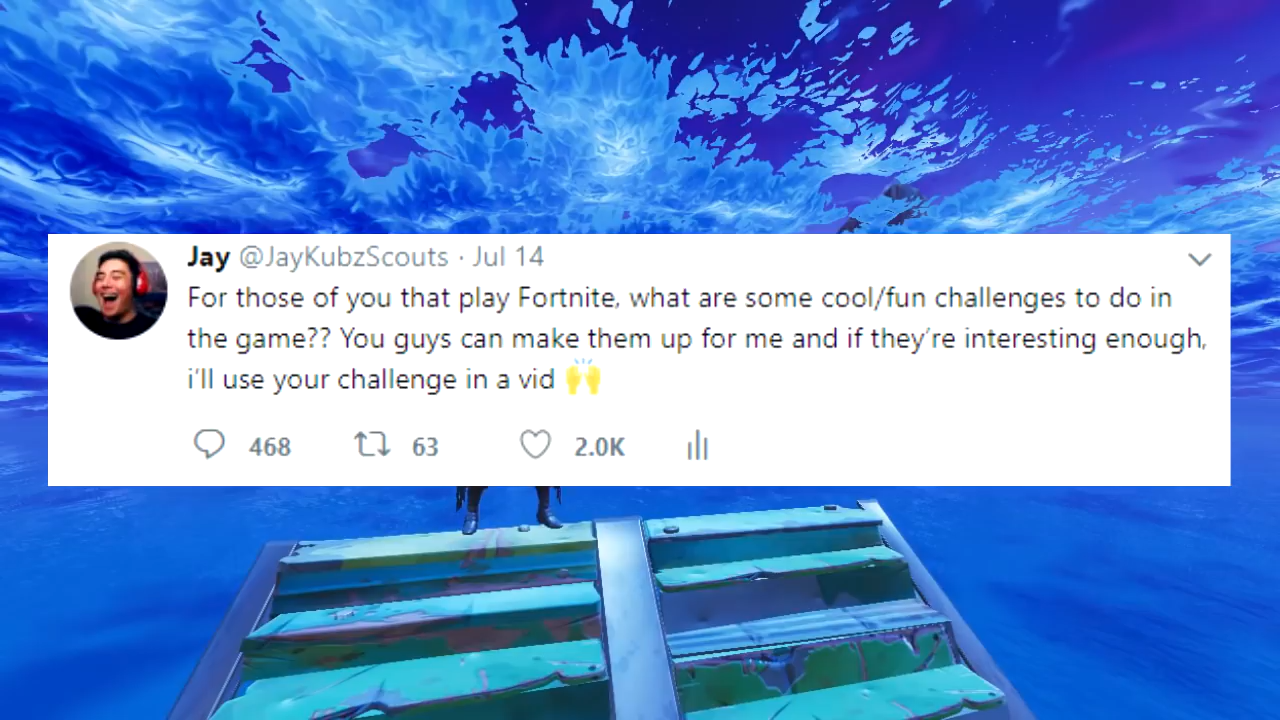 Jay @JayKubzScouts · Jul 14
For those of you that play Fortnite, what are some cool/fun challenges to do in
the game?? You guys can make them up for me and if they're interesting enough,
i'll use your challenge in a vid 🙌
468 63 2.0K